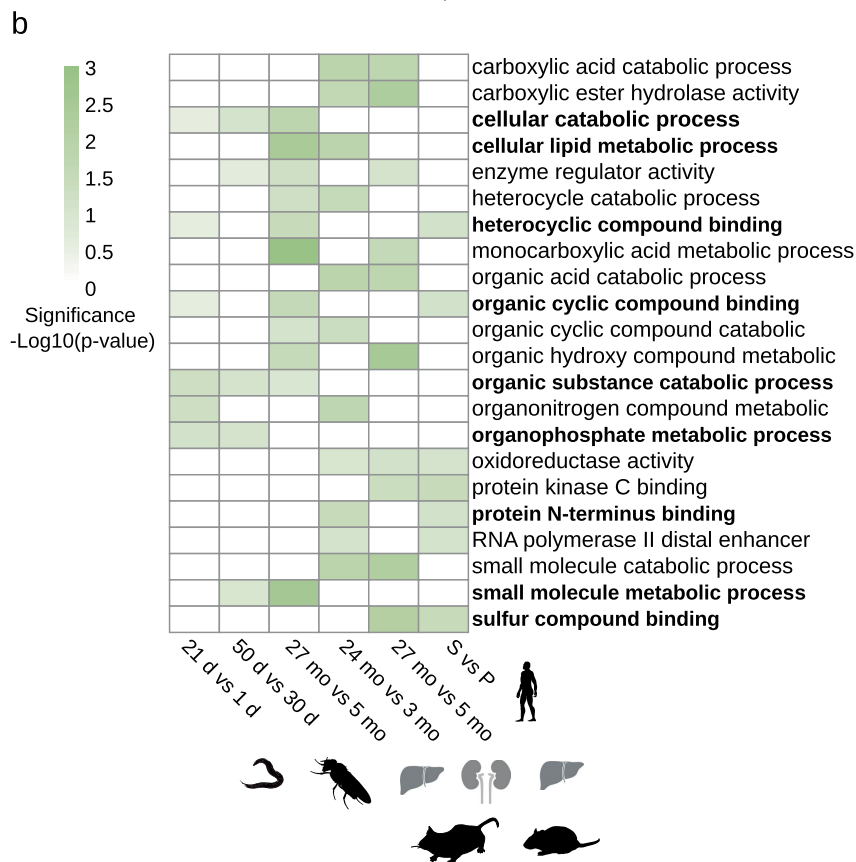 b
3
2.5
2
1.5
1
0.5
0
Significance
-Log10(p-value)
carboxylic acid catabolic process
carboxylic ester hydrolase activity
cellular catabolic process
cellular lipid metabolic process
enzyme regulator activity
heterocycle catabolic process
heterocyclic compound binding
monocarboxylic acid metabolic process
organic acid catabolic process
organic cyclic compound binding
organic cyclic compound catabolic
organic hydroxy compound metabolic
organic substance catabolic process
organonitrogen compound metabolic
organophosphate metabolic process
oxidoreductase activity
protein kinase C binding
protein N-terminus binding
RNA polymerase II distal enhancer
small molecule catabolic process
small molecule metabolic process
sulfur compound binding
21 d vs 1 d
50 d vs 30 d
27 mo vs 5 mo
24 mo vs 3 mo
27 mo vs 5 mo
S vs P